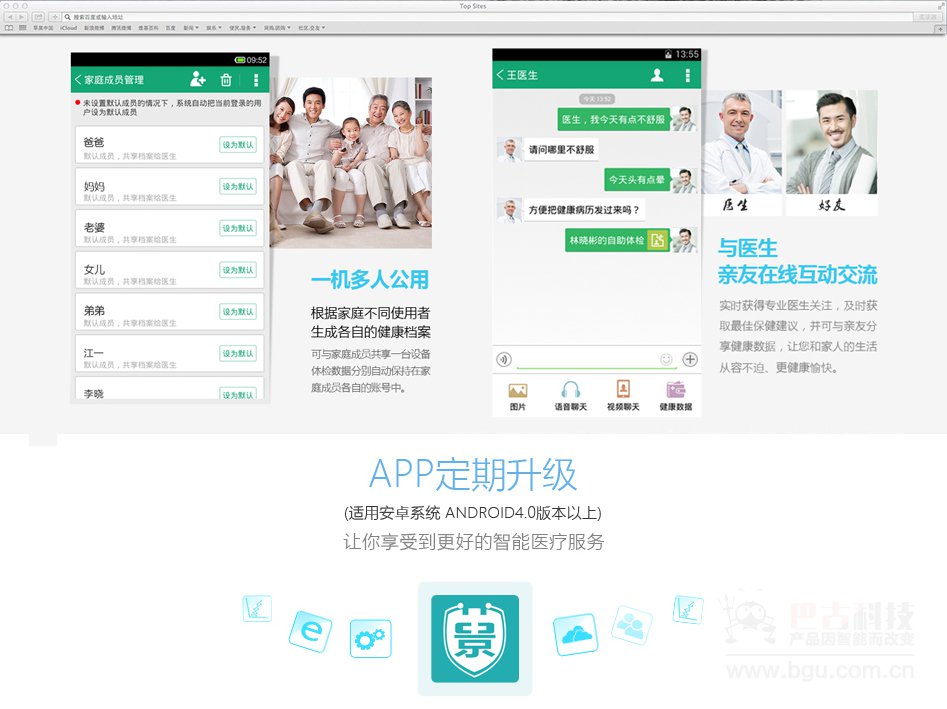 Top Sites
搜索百度或输入地址
苹果中国 iCloud 新浪微博 腾讯微博 维基百科 百度 新闻 娱乐 便民·服务 网购·团购 社区·交友
09:52
家庭成员管理
未设置默认成员的情况下，系统自动把当前登录的用
户设为默认成员
爸爸
默认成员，共享档案给医生
设为默认
妈妈
默认成员，共享档案给医生
设为默认
老婆
默认成员，共享档案给医生
设为默认
女儿
默认成员，共享档案给医生
设为默认
弟弟
默认成员，共享档案给医生
设为默认
江一
默认成员，共享档案给医生
设为默认
李晓
设为默认
一机多人公用
根据家庭不同使用者
生成各自的健康档案
可与家庭成员共享一台设备
体检数据分别自动保持在家
庭成员各自的账号中。
13:55
王医生
今天 13:52
医生，我今天有点不舒服
请问哪里不舒服
今天头有点晕
方便把健康病历发过来吗？
林晓彬的自助体检
图片
语音聊天
视频聊天
健康数据
医生
好友
与医生
亲友在线互动交流
实时获得专业医生关注，及时获
取最佳保健建议，并可与亲友分
享健康数据，让您和家人的生活
从容不迫、更健康愉快。
APP定期升级
(适用安卓系统 ANDROID4.0版本以上)
让你享受到更好的智能医疗服务
巴古科技
产品因智能而改变
www.bgu.com.cn